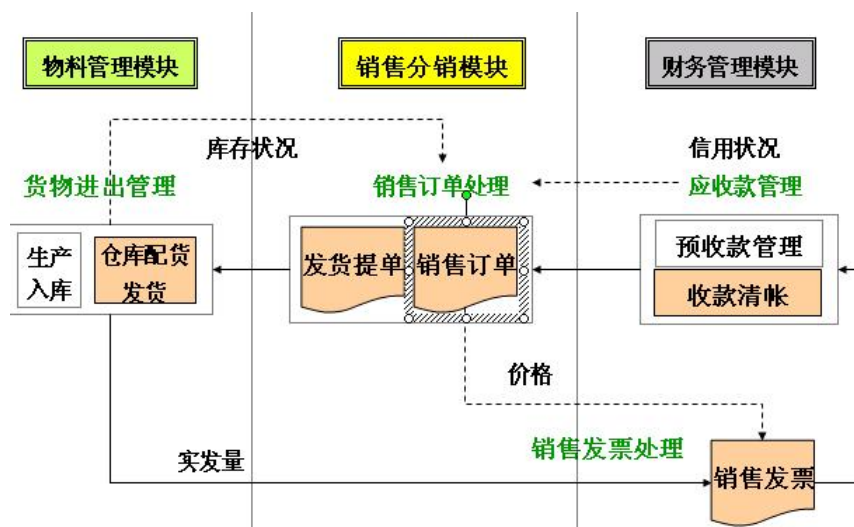 物料管理模块
销售分销模块
财务管理模块
库存状况
信用状况
货物进出管理
销售订单处理
应收款管理
生产
入库
仓库配货
发货
发货提单
销售订单
预收款管理
收款清帐
价格
实发量
销售发票处理
销售发票